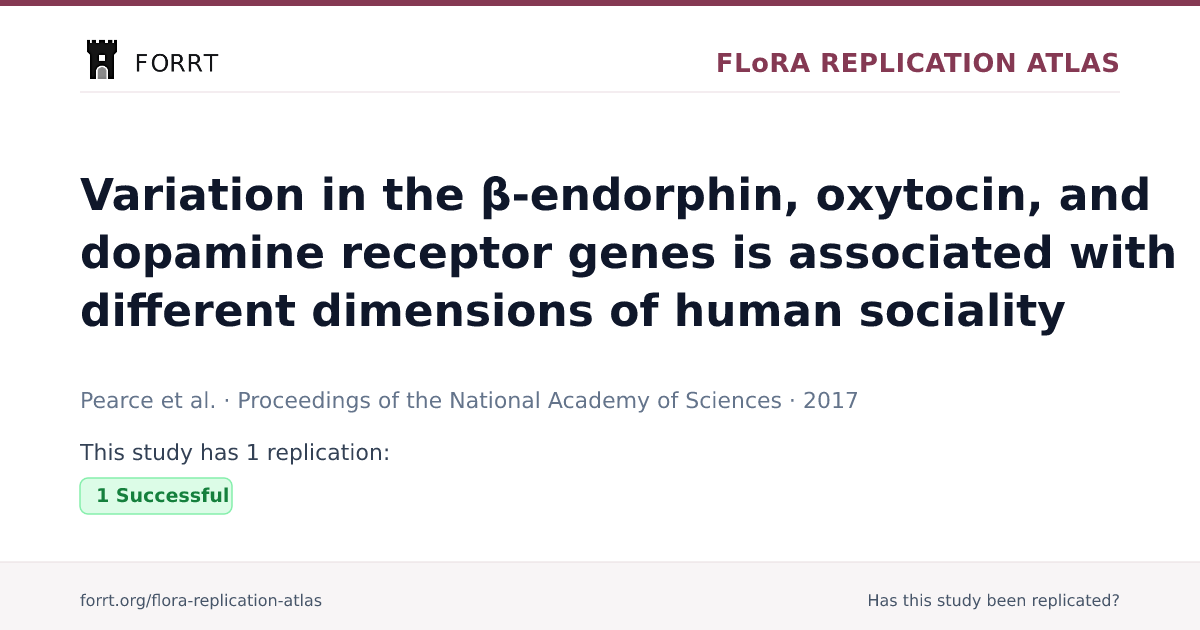 FORRT
FLoRA REPLICATION ATLAS
Variation in the β-endorphin, oxytocin, and
dopamine receptor genes is associated with
different dimensions of human sociality
Pearce et al. · Proceedings of the National Academy of Sciences · 2017
This study has 1 replication:
1 Successful
forrt.org/flora-replication-atlas
Has this study been replicated?